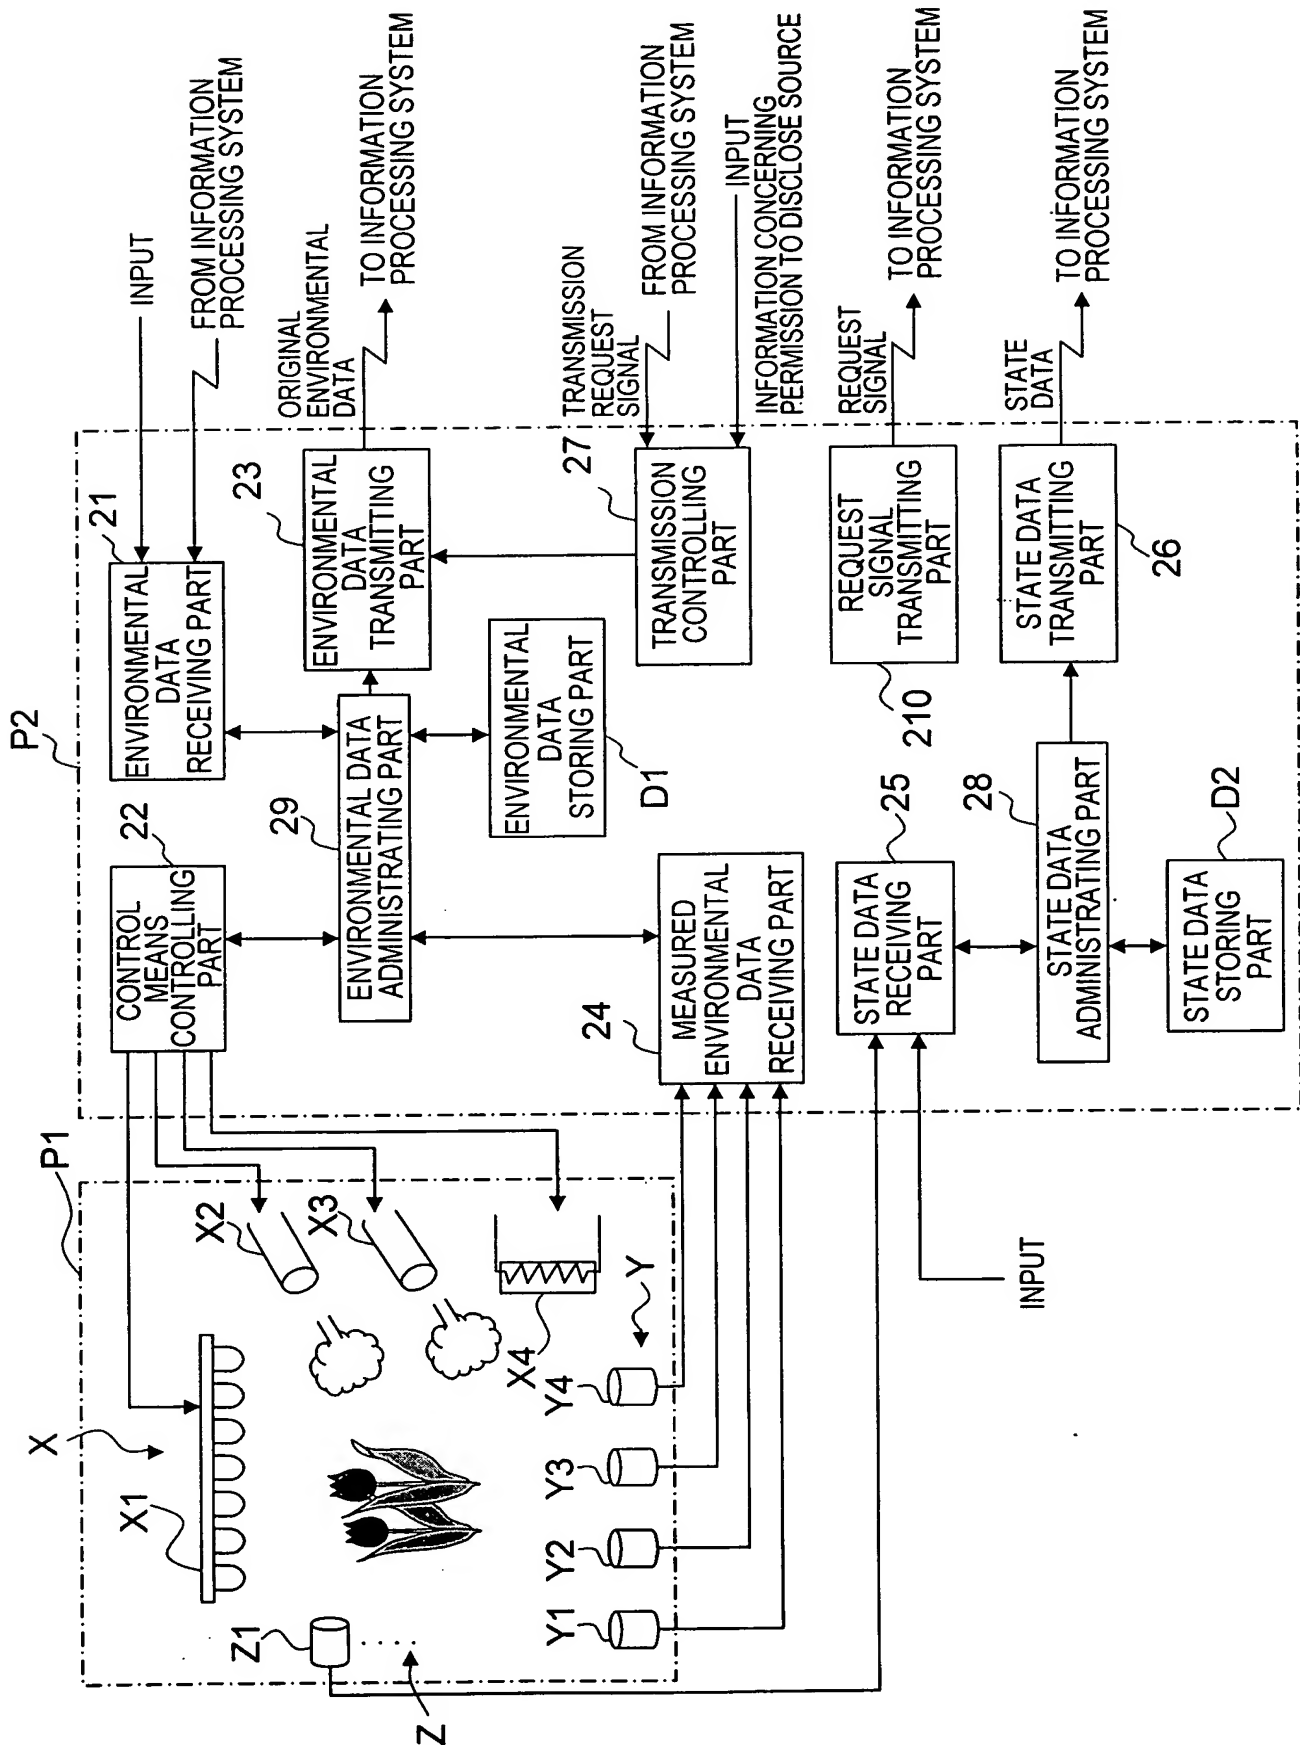 P1
X
X1
X2
X3
X4
Z1
Z
Y
Y1
Y2
Y3
Y4
P2
22
CONTROL
MEANS
CONTROLLING
PART
21
ENVIRONMENTAL
DATA
RECEIVING PART
INPUT
FROM INFORMATION
PROCESSING SYSTEM
29
ENVIRONMENTAL DATA
ADMINISTRATING PART
23
ENVIRONMENTAL
DATA
TRANSMITTING
PART
ORIGINAL
ENVIRONMENTAL
DATA
TO INFORMATION
PROCESSING SYSTEM
ENVIRONMENTAL
DATA
STORING PART
D1
24
MEASURED
ENVIRONMENTAL
DATA
RECEIVING PART
27
TRANSMISSION
CONTROLLING
PART
TRANSMISSION
REQUEST
SIGNAL
FROM INFORMATION
PROCESSING SYSTEM
INPUT
INFORMATION CONCERNING
PERMISSION TO DISCLOSE SOURCE
25
STATE DATA
RECEIVING
PART
INPUT
REQUEST
SIGNAL
TRANSMITTING
PART
210
REQUEST
SIGNAL
TO INFORMATION
PROCESSING SYSTEM
28
STATE DATA
ADMINISTRATING PART
STATE DATA
TRANSMITTING
PART
26
STATE
DATA
TO INFORMATION
PROCESSING SYSTEM
D2
STATE DATA
STORING
PART